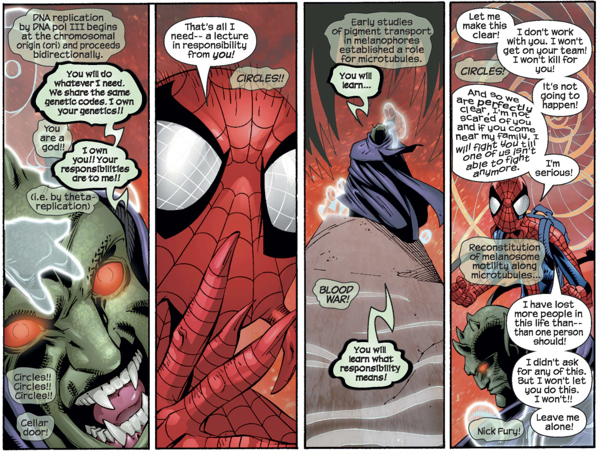 DNA replication
by DNA pol III begins
at the chromosomal
origin (ori) and proceeds
bidirectionally.
You will do
whatever I need.
We share the same
genetic codes. I own
your genetics!!
You are
a god!!
I own
you!! Your
responsibilities
are to me!!
(i.e. by theta-
replication)
Circles!!
Circles!!
Circles!!
Cellar
door!
That's all I
need-- a lecture
in responsibility
from you!
CIRCLES!!
Early studies
of pigment transport
in melanophores
established a role
for microtubules.
You will
learn...
BLOOD
WAR!
You will
learn what
responsibility
means!
Let me
make this
clear!
I don't work
with you. I won't
get on your team!
I won't kill for
you!
CIRCLES!
It's not
going to
happen!
And so we
are perfectly
clear, I'm not
scared of you
and if you come
near my family, I
will fight you till
one of us isn't
able to fight
anymore.
I'm
serious!
Reconstitution
of melanosome
motility along
microtubules...
I have lost
more people in
this life than--
than one person
should!
I didn't ask
for any of this.
But I won't let
you do this.
I won't!!
Leave me
alone!
Nick Fury!